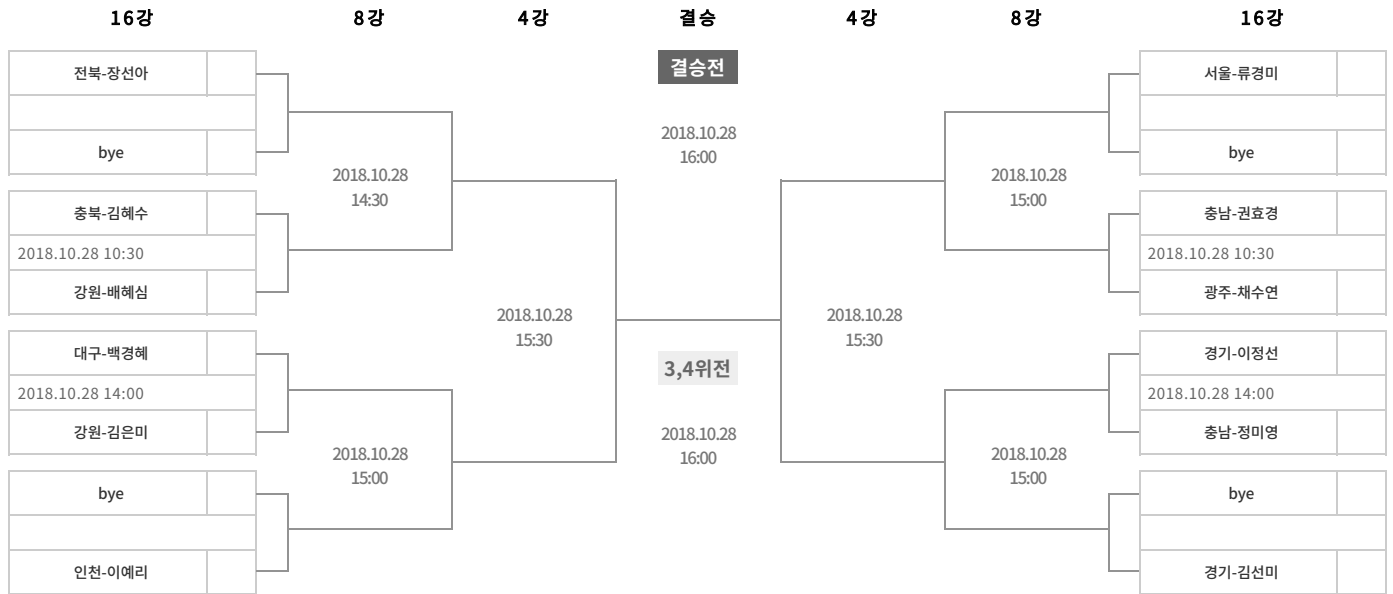 16강 8강 4강 결승 4강 8강 16강
전북-장선아
bye
충북-김혜수
2018.10.28 10:30
강원-배혜심
대구-백경혜
2018.10.28 14:00
강원-김은미
bye
인천-이예리
2018.10.28
14:30
2018.10.28
15:00
2018.10.28
15:30
결승전
2018.10.28
16:00
3,4위전
2018.10.28
16:00
2018.10.28
15:30
2018.10.28
15:00
2018.10.28
15:00
서울-류경미
bye
충남-권효경
2018.10.28 10:30
광주-채수연
경기-이정선
2018.10.28 14:00
충남-정미영
bye
경기-김선미